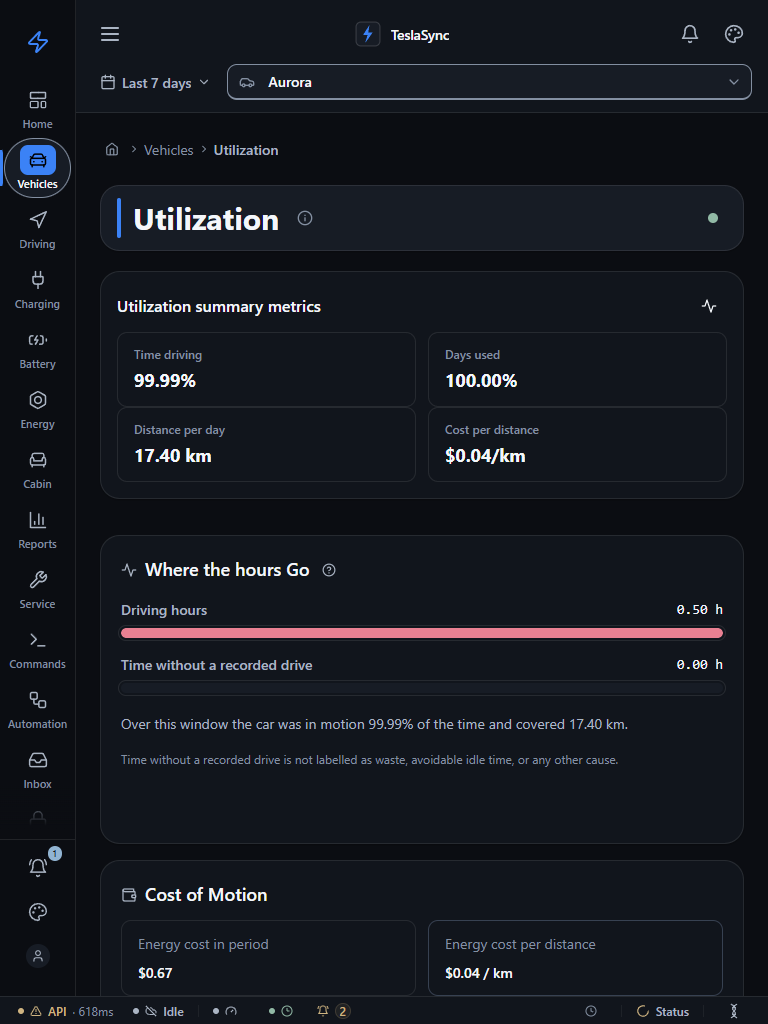 TeslaSync
Last 7 days
Aurora
Home
Vehicles
Driving
Charging
Battery
Energy
Cabin
Reports
Service
Commands
Automation
Inbox
1
Vehicles
Utilization
Utilization
Utilization summary metrics
Time driving
99.99%
Days used
100.00%
Distance per day
17.40 km
Cost per distance
$0.04/km
Where the hours Go
Driving hours
0.50 h
Time without a recorded drive
0.00 h
Over this window the car was in motion 99.99% of the time and covered 17.40 km.
Time without a recorded drive is not labelled as waste, avoidable idle time, or any other cause.
Cost of Motion
Energy cost in period
$0.67
Energy cost per distance
$0.04 / km
API · 618ms
Idle
2
Status